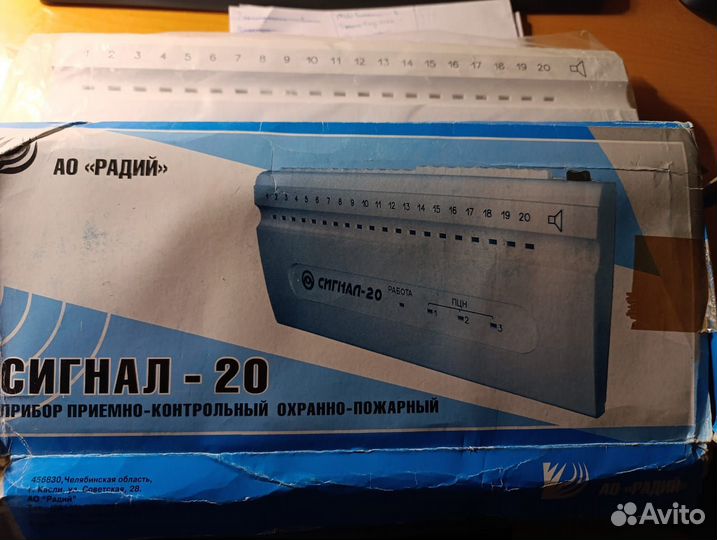 1 2 3 4 5 6 7 8 9 10 11 12 13 14 15 16 17 18 19 20
АО «РАДИЙ»
1 2 3 4 5 6 7 8 9 10 11 12 13 14 15 16 17 18 19 20
СИГНАЛ-20
РАБОТА
ПЦН
1 2 3
СИГНАЛ - 20
ПРИБОР ПРИЕМНО-КОНТРОЛЬНЫЙ ОХРАННО-ПОЖАРНЫЙ
456830, Челябинская область,
г. Касли, ул. Советская, 28.
АО "Радий"
АО «РАДИЙ»
Avito